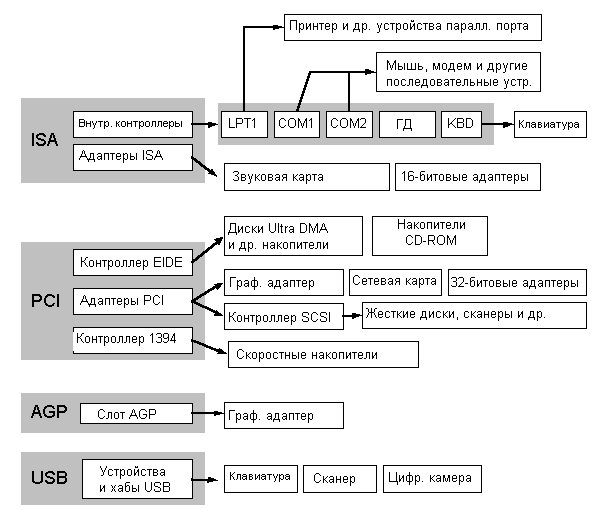 Принтер и др. устройства паралл. порта
Мышь, модем и другие
последовательные устр.
ISA
Внутр. контроллеры
LPT1
COM1
COM2
ГД
KBD
Клавиатура
Адаптеры ISA
Звуковая карта
16-битовые адаптеры
PCI
Контроллер EIDE
Диски Ultra DMA
и др. накопители
Накопители
CD-ROM
Адаптеры PCI
Граф. адаптер
Сетевая карта
32-битовые адаптеры
Контроллер SCSI
Жесткие диски, сканеры и др.
Контроллер 1394
Скоростные накопители
AGP
Слот AGP
Граф. адаптер
USB
Устройства
и хабы USB
Клавиатура
Сканер
Цифр. камера